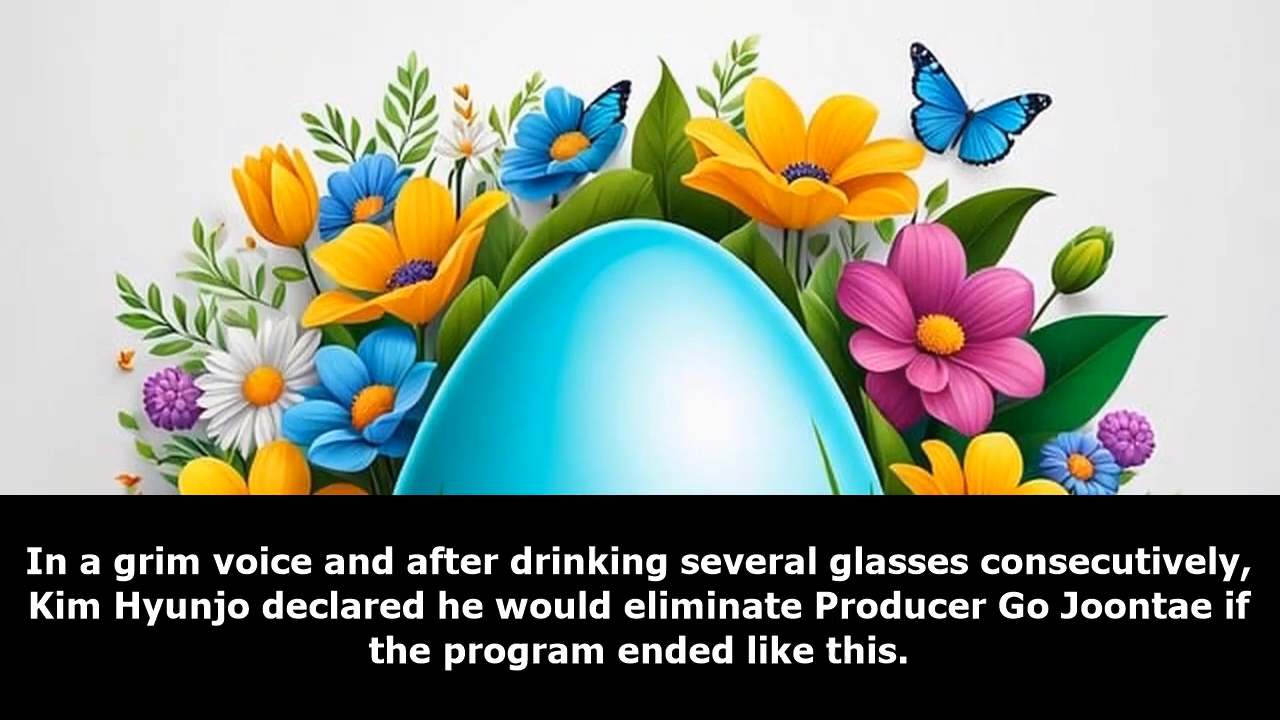 In a grim voice and after drinking several glasses consecutively,
Kim Hyunjo declared he would eliminate Producer Go Joontae if
the program ended like this.